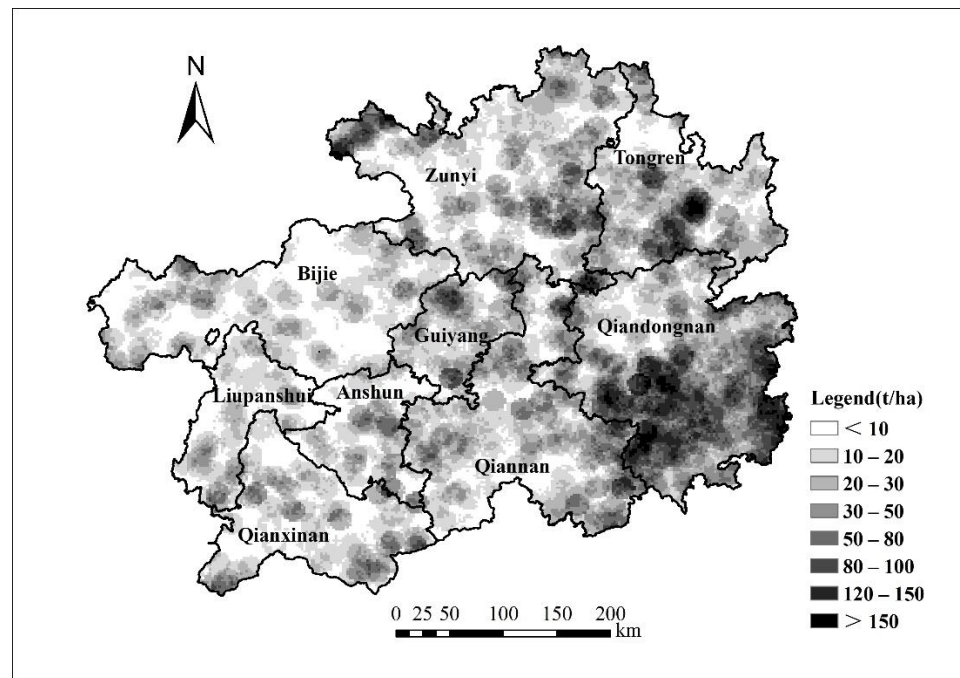 N
Zunyi
Tongren
Bijie
Guiyang
Qiandongnan
Liupanshui
Anshun
Qiannan
Qianxinan
Legend(t/ha)
< 10
10 – 20
20 – 30
30 – 50
50 – 80
80 – 100
120 – 150
> 150
0 25 50 100 150 200
km